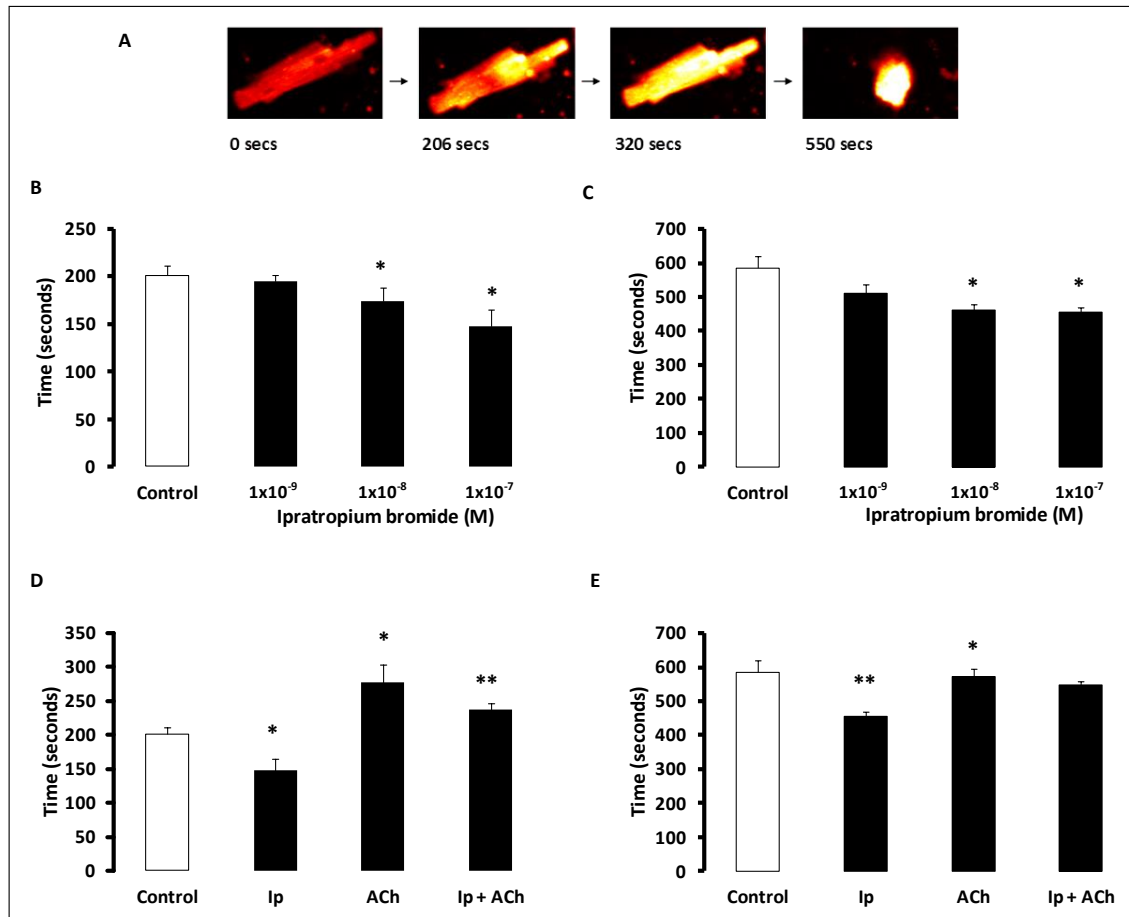 A
0 secs 206 secs 320 secs 550 secs
B
250
200
150
100
50
0
Time (seconds)
*
*
Control 1x10⁻⁹ 1x10⁻⁸ 1x10⁻⁷
Ipratropium bromide (M)
C
700
600
500
400
300
200
100
0
Time (seconds)
* *
Control 1x10⁻⁹ 1x10⁻⁸ 1x10⁻⁷
Ipratropium bromide (M)
D
350
300
250
200
150
100
50
0
Time (seconds)
*
**
*
Control Ip ACh Ip + ACh
E
700
600
500
400
300
200
100
0
Time (seconds)
*
**
Control Ip ACh Ip + ACh